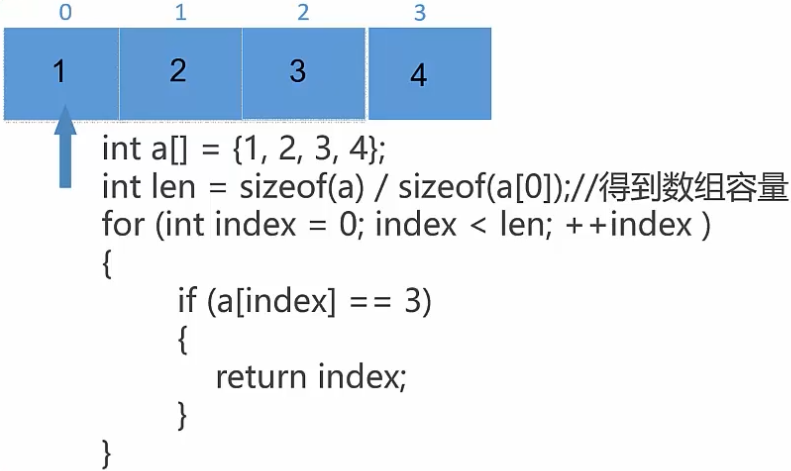 0 1 2 3
1 2 3 4
int a[] = {1, 2, 3, 4};
int len = sizeof(a) / sizeof(a[0]);//得到数组容量
for (int index = 0; index < len; ++index )
{
if (a[index] == 3)
{
return index;
}
}